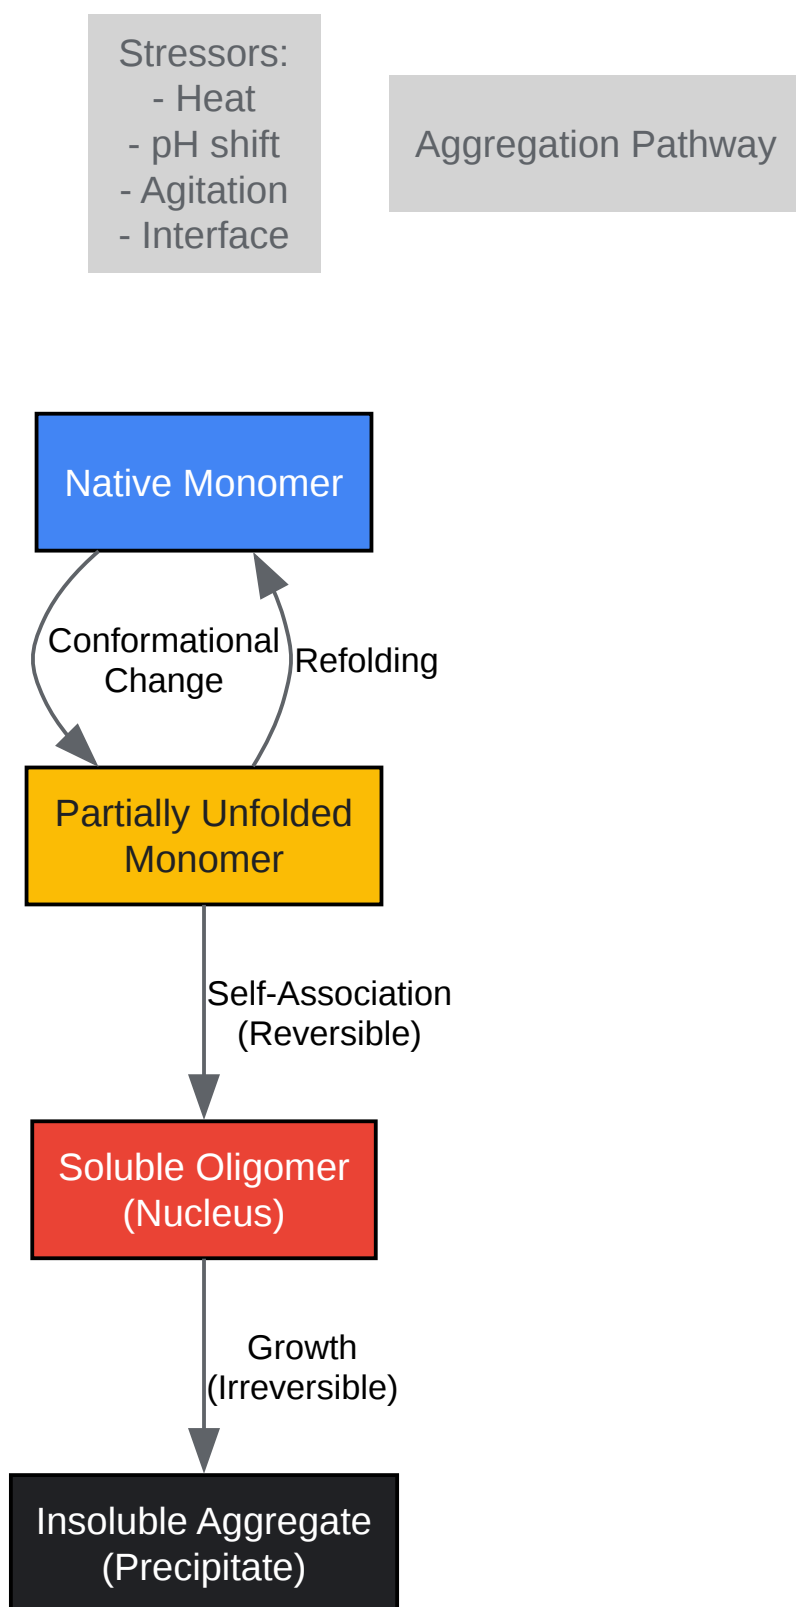 Stressors:
- Heat
- pH shift
- Agitation
- Interface
Aggregation Pathway
Native Monomer
Conformational
Change
Refolding
Partially Unfolded
Monomer
Self-Association
(Reversible)
Soluble Oligomer
(Nucleus)
Growth
(Irreversible)
Insoluble Aggregate
(Precipitate)